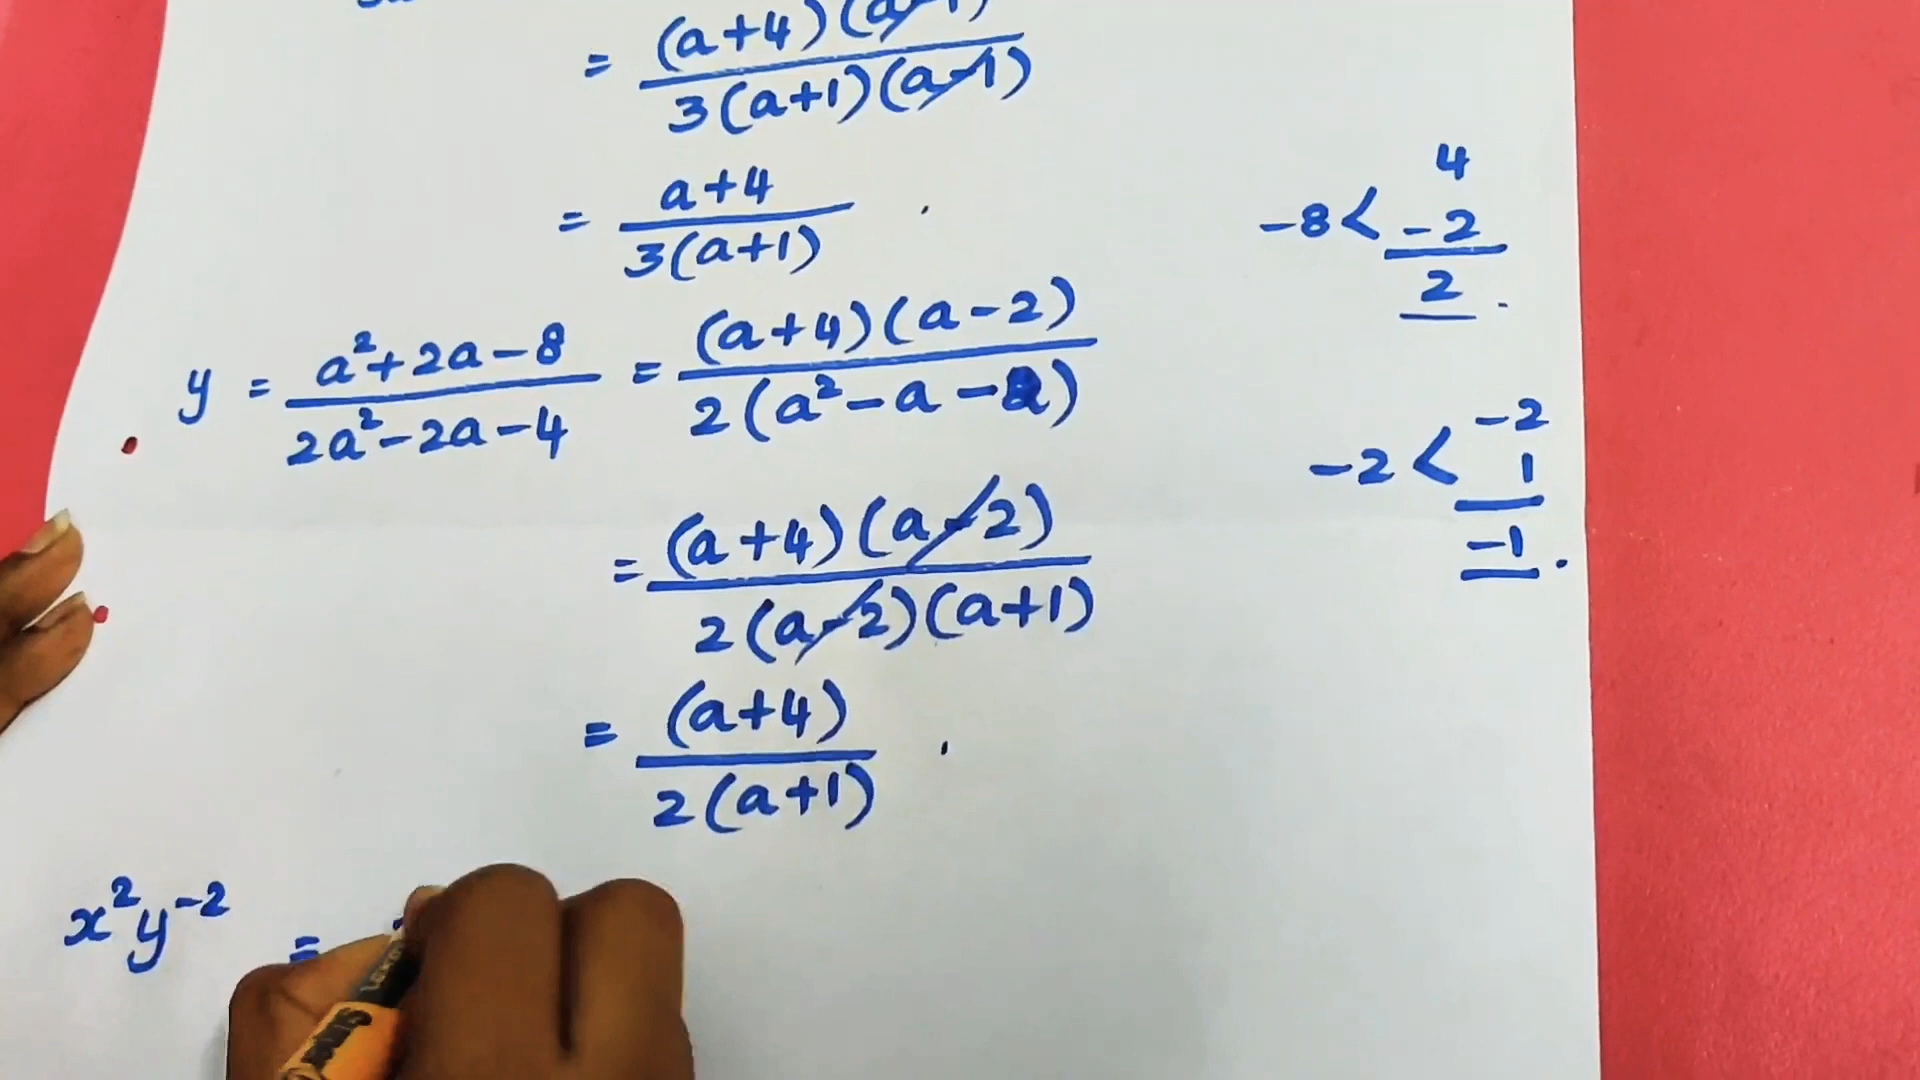 = (a+4)(a-1) / 3(a+1)(a-1)
= a+4 / 3(a+1) .
-8 < 4
-2
2 .
y = a²+2a-8 / 2a²-2a-4 = (a+4)(a-2) / 2(a²-a-2)
-2 < -2
1
-1 .
= (a+4)(a-2) / 2(a-2)(a+1)
= (a+4) / 2(a+1) .
x²y⁻² =